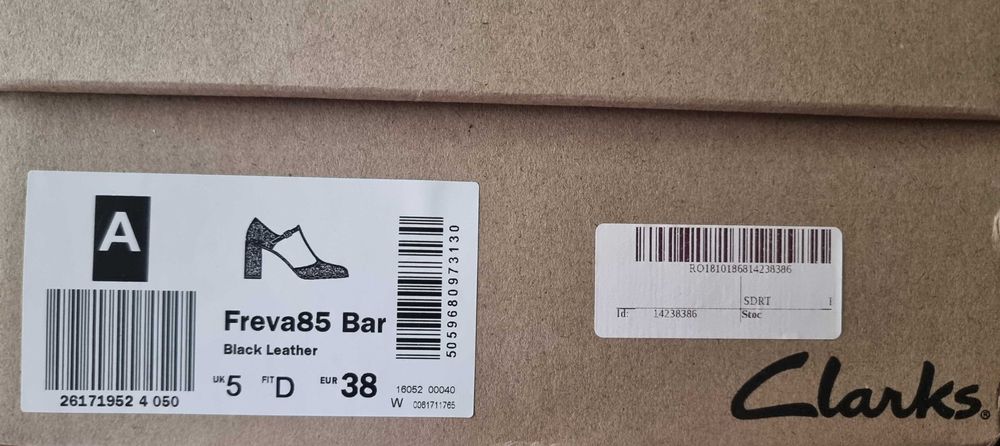 A
26171952 4 050
Freva85 Bar
Black Leather
UK 5 FIT D EUR 38
5059680973130
16052 00040
W 0061711765
RO1810186814238386
SDRT
Id: 14238386 Stoc
Clarks®